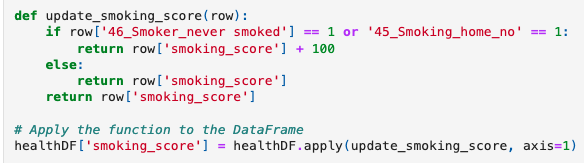 def update_smoking_score(row):
    if row['46_Smoker_never smoked'] == 1 or '45_Smoking_home_no' == 1:
        return row['smoking_score'] + 100
    else:
        return row['smoking_score']
    return row['smoking_score']

# Apply the function to the DataFrame
healthDF['smoking_score'] = healthDF.apply(update_smoking_score, axis=1)